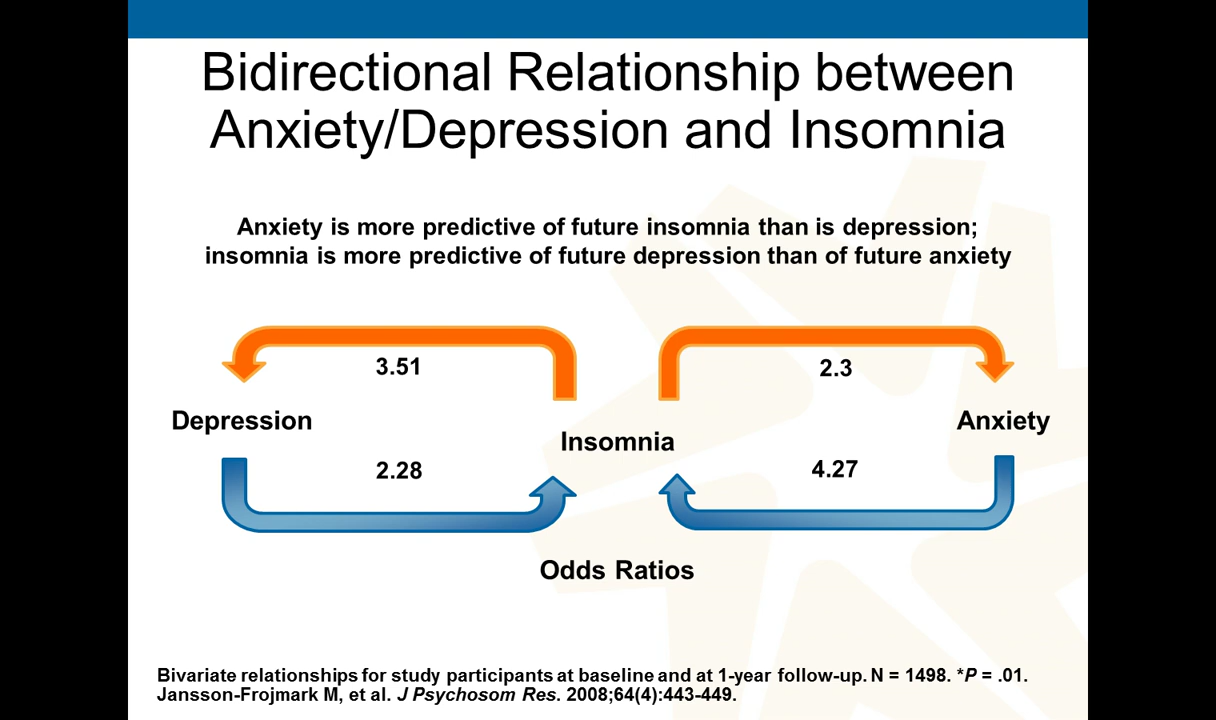 Bidirectional Relationship between
Anxiety/Depression and Insomnia
Anxiety is more predictive of future insomnia than is depression;
insomnia is more predictive of future depression than of future anxiety
3.51
2.3
Depression
Anxiety
Insomnia
2.28
4.27
Odds Ratios
Bivariate relationships for study participants at baseline and at 1-year follow-up. N = 1498. *P = .01.
Jansson-Frojmark M, et al. J Psychosom Res. 2008;64(4):443-449.